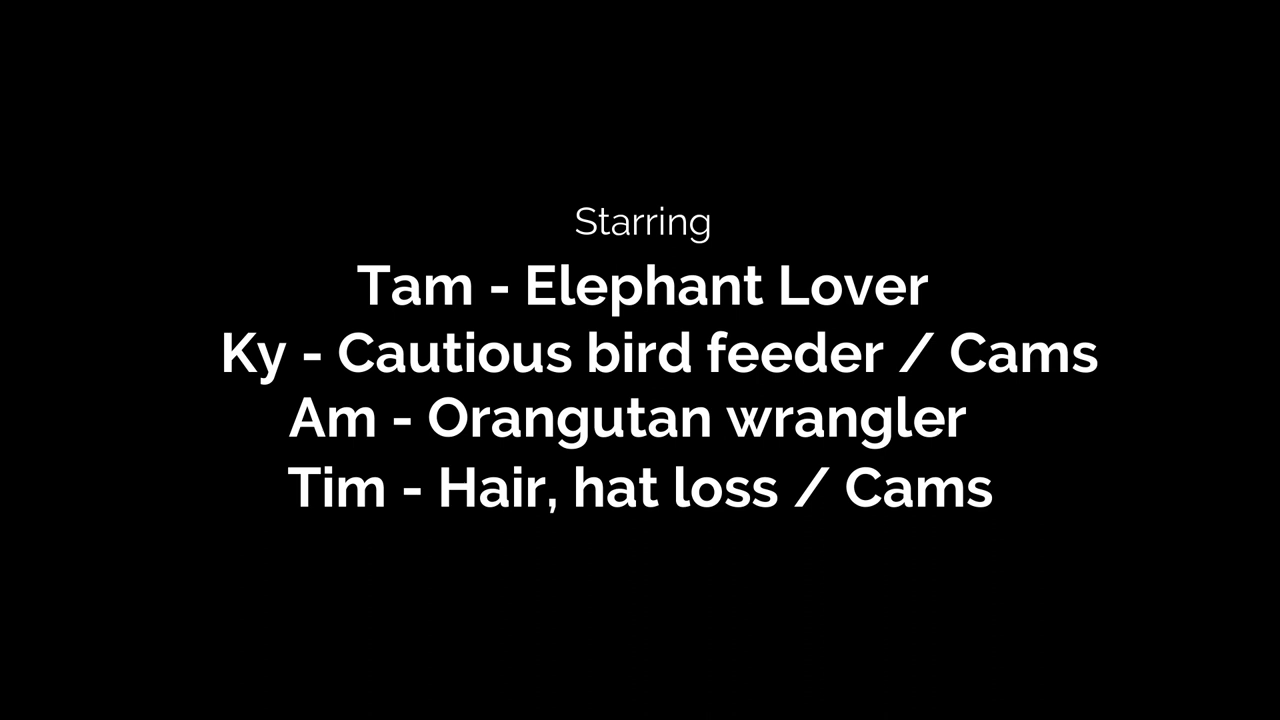 Starring
Tam - Elephant Lover
Ky - Cautious bird feeder / Cams
Am - Orangutan wrangler
Tim - Hair, hat loss / Cams